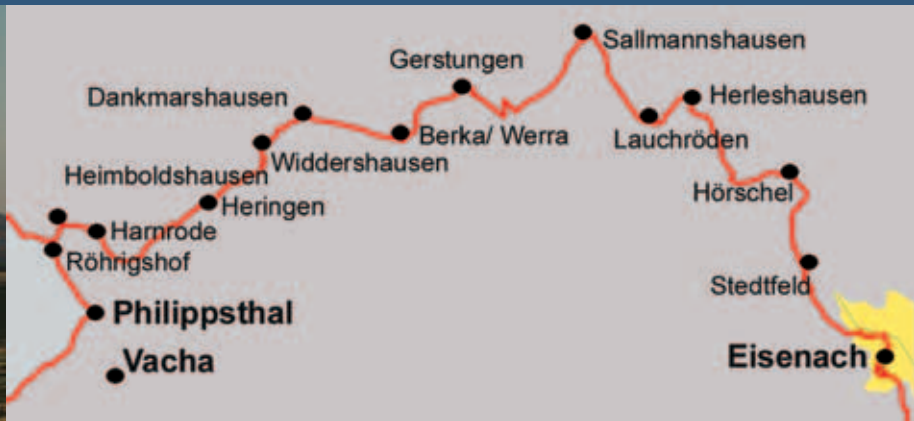 Sallmannshausen
Gerstungen
Dankmarshausen
Herleshausen
Berka/ Werra
Lauchröden
Widdershausen
Heimboldshausen
Hörschel
Heringen
Harnrode
Röhrigshof
Stedtfeld
Philippsthal
Eisenach
Vacha